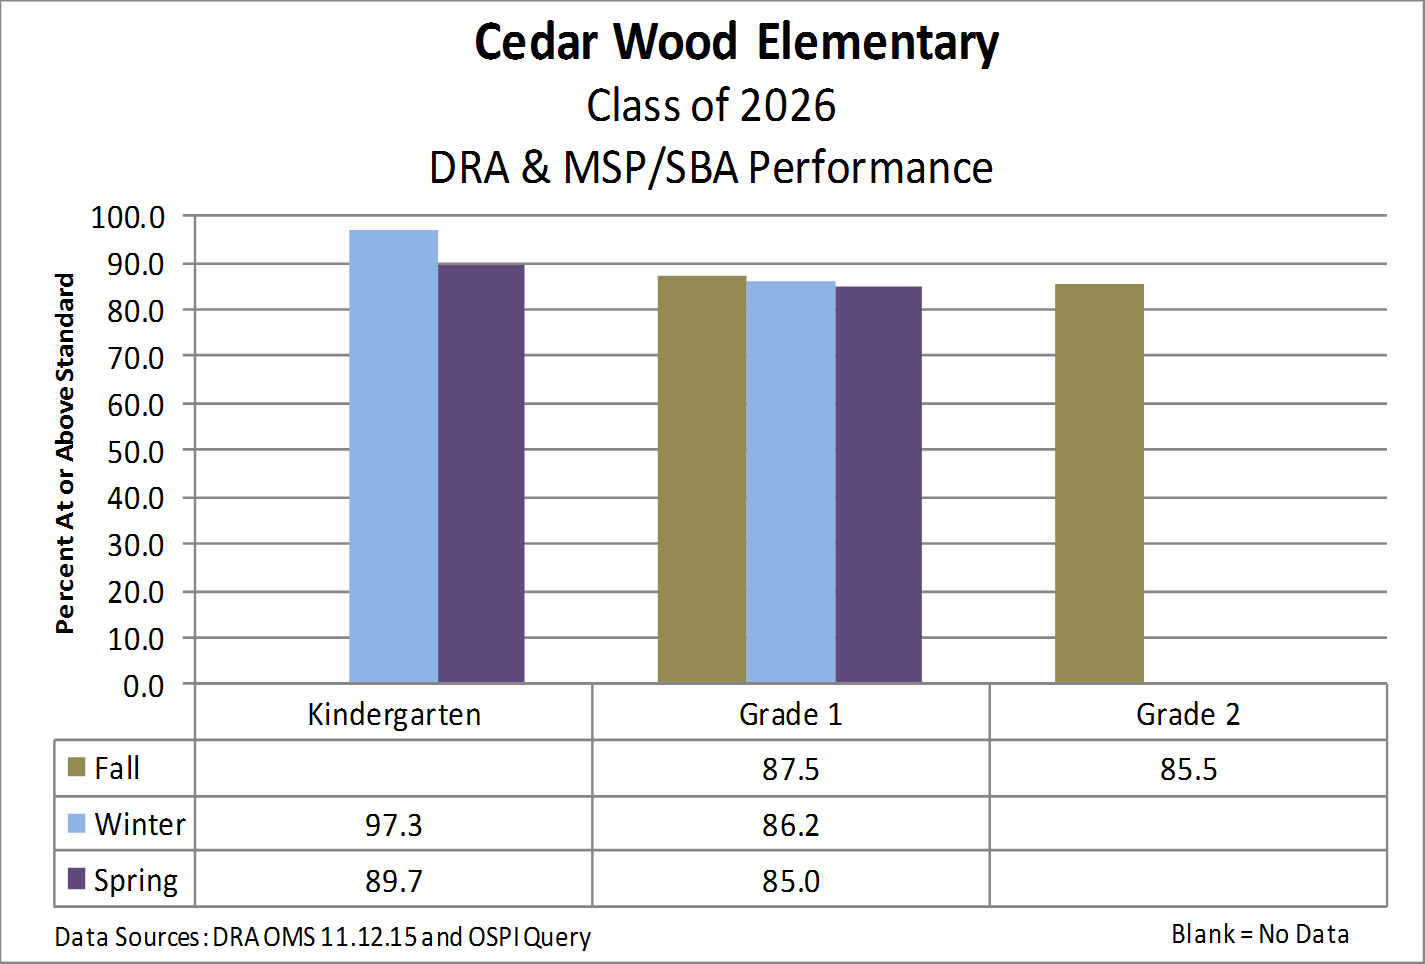 Cedar Wood Elementary
Class of 2026
DRA & MSP/SBA Performance
Percent At or Above Standard
100.0
90.0
80.0
70.0
60.0
50.0
40.0
30.0
20.0
10.0
0.0
Kindergarten Grade 1 Grade 2
Fall 87.5 85.5
Winter 97.3 86.2
Spring 89.7 85.0
Data Sources: DRA OMS 11.12.15 and OSPI Query
Blank = No Data